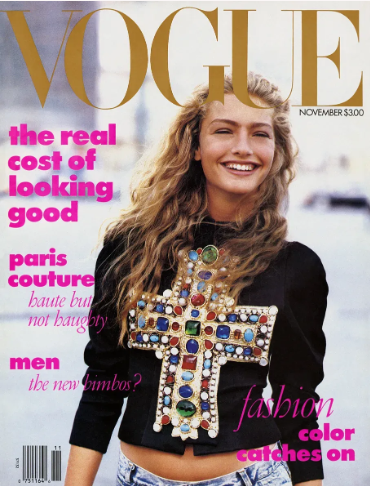 VOGUE
NOVEMBER $3.00
the real
cost of
looking
good
paris
couture
haute but
not haughty
men
the new bimbos?
fashion
color
catches on
11